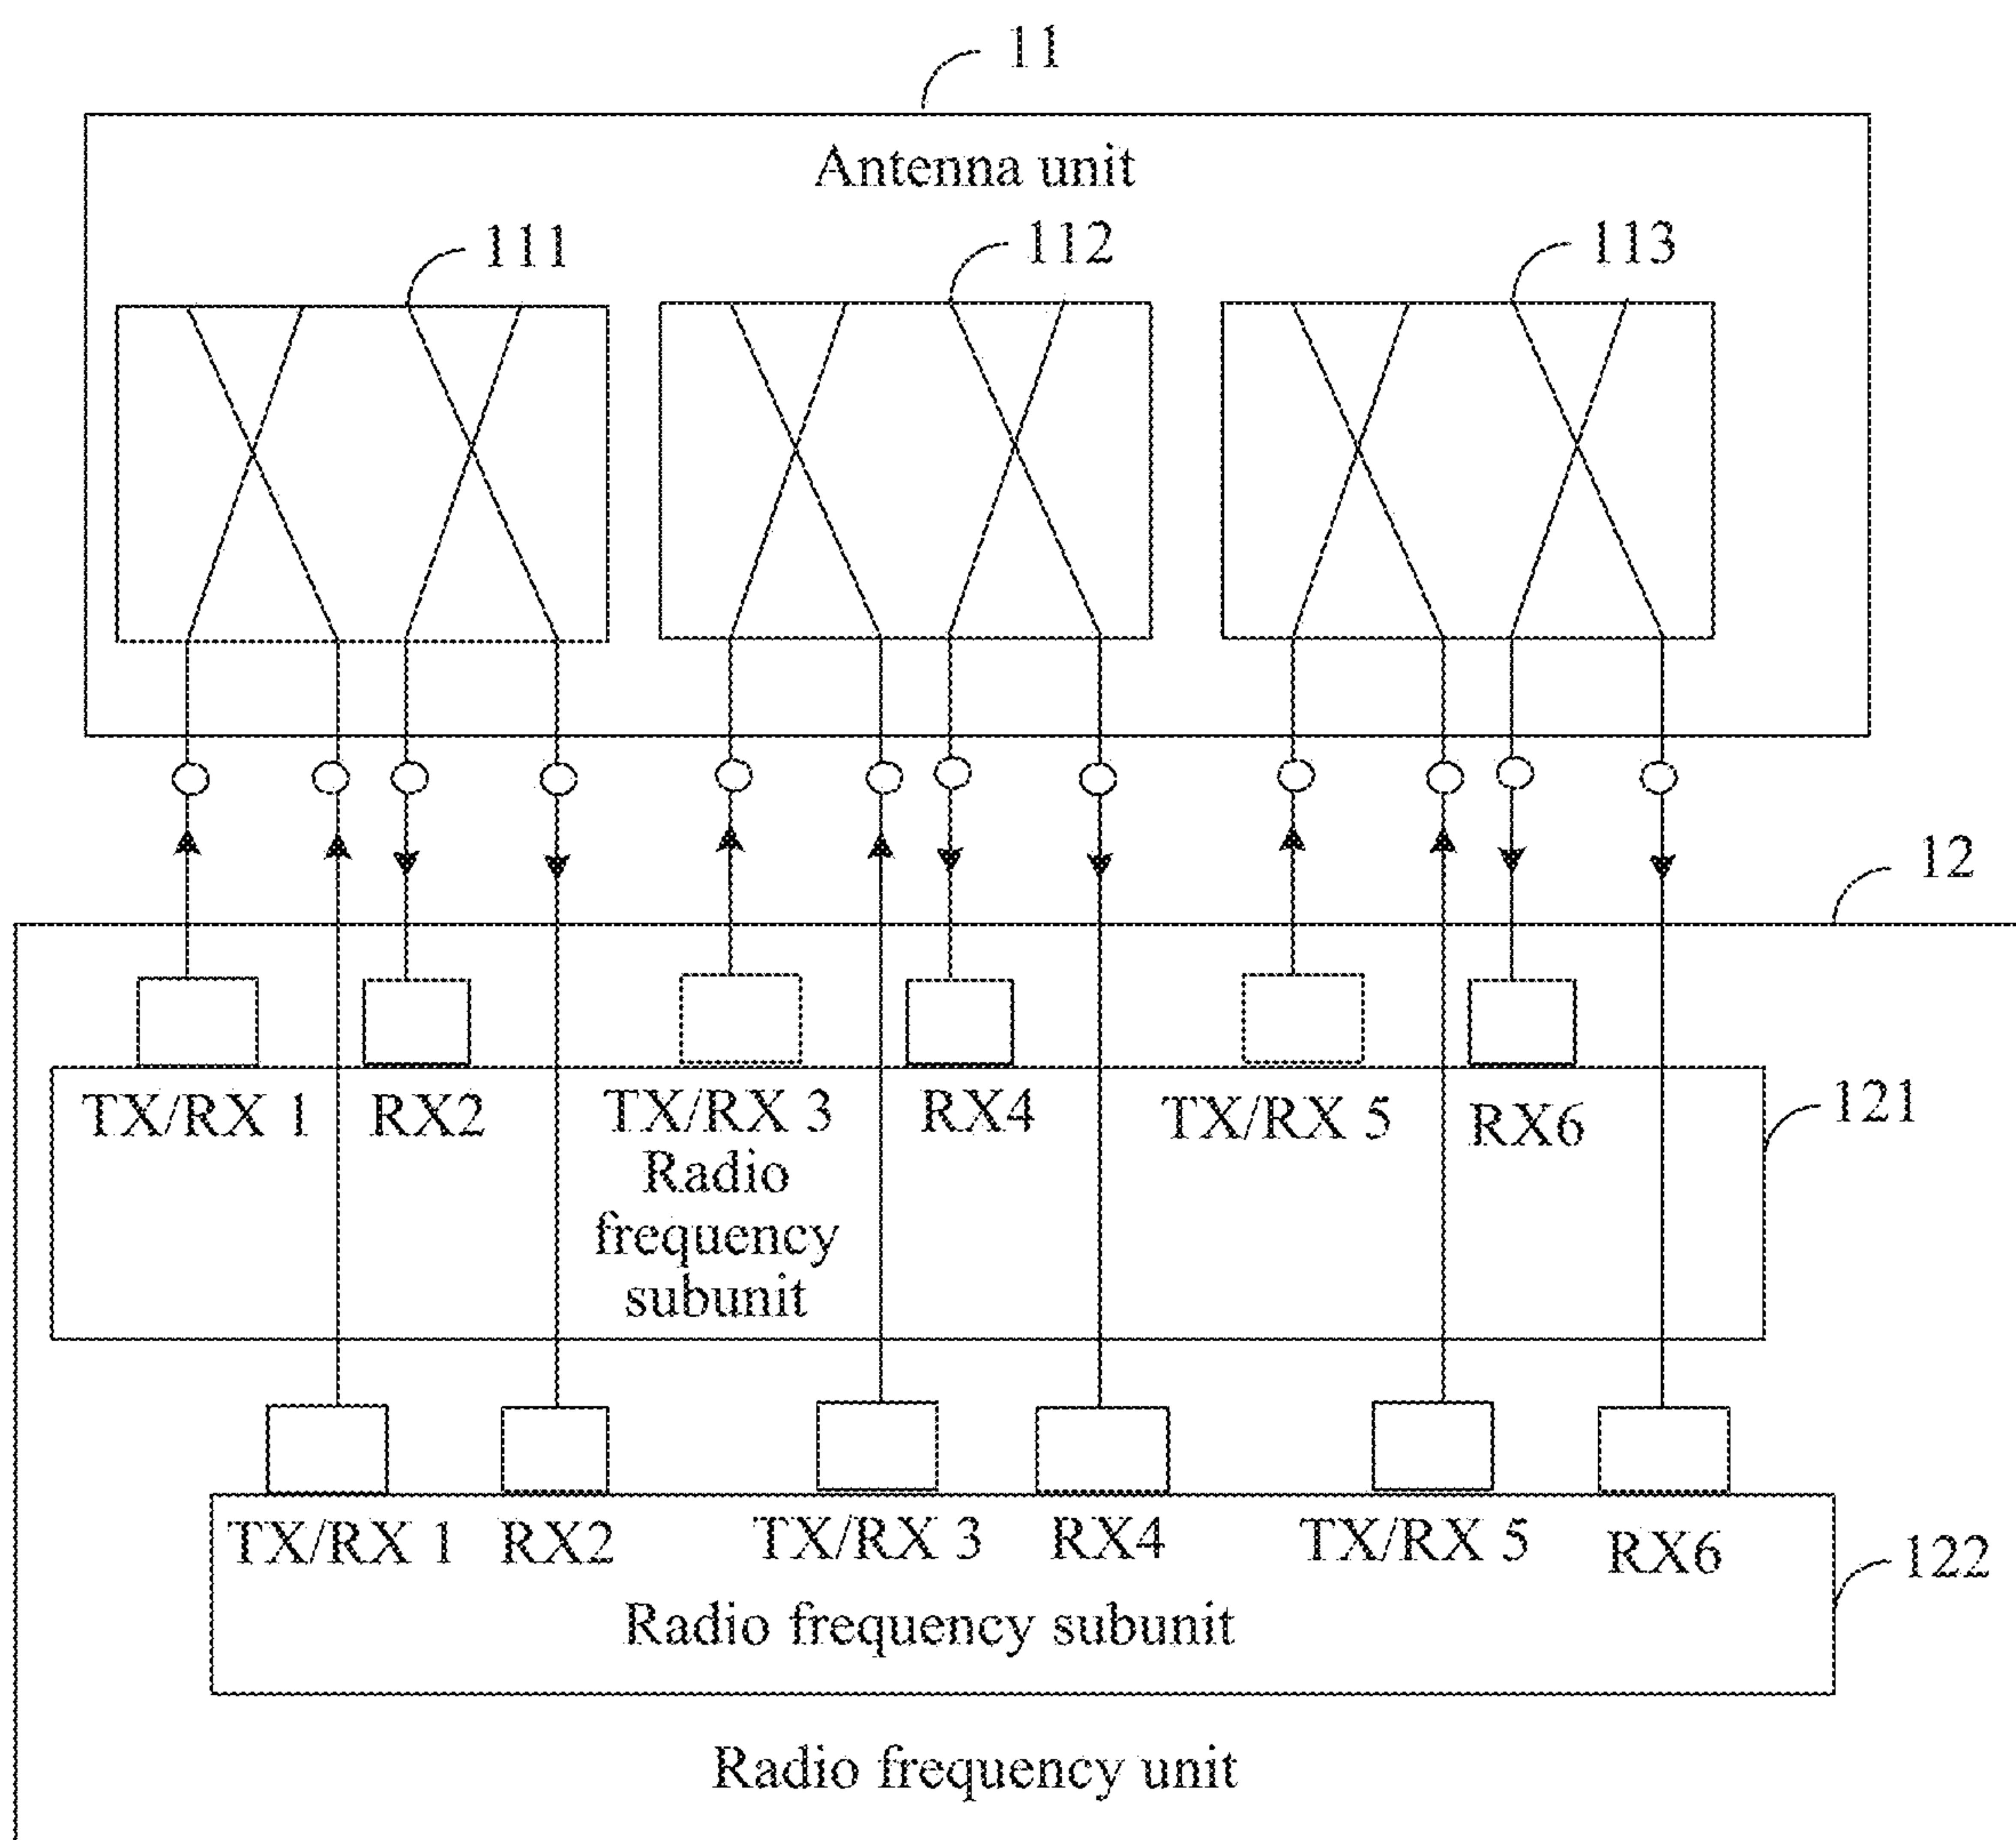 11
Antenna unit
111
112
113
12
TX/RX 1
RX2
TX/RX 3
RX4
TX/RX 5
RX6
121
Radio
frequency
subunit
TX/RX 1
RX2
TX/RX 3
RX4
TX/RX 5
RX6
122
Radio frequency subunit
Radio frequency unit